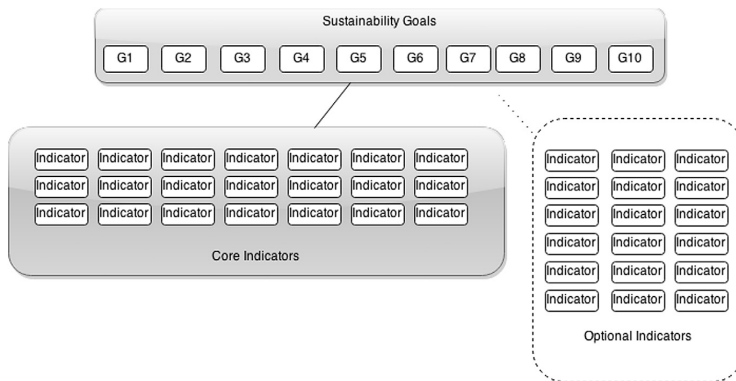 Sustainability Goals
G1 G2 G3 G4 G5 G6 G7 G8 G9 G10
Indicator Indicator Indicator Indicator Indicator Indicator Indicator
Indicator Indicator Indicator Indicator Indicator Indicator Indicator
Indicator Indicator Indicator Indicator Indicator Indicator Indicator
Core Indicators
Indicator Indicator Indicator
Indicator Indicator Indicator
Indicator Indicator Indicator
Indicator Indicator Indicator
Indicator Indicator Indicator
Indicator Indicator Indicator
Optional Indicators